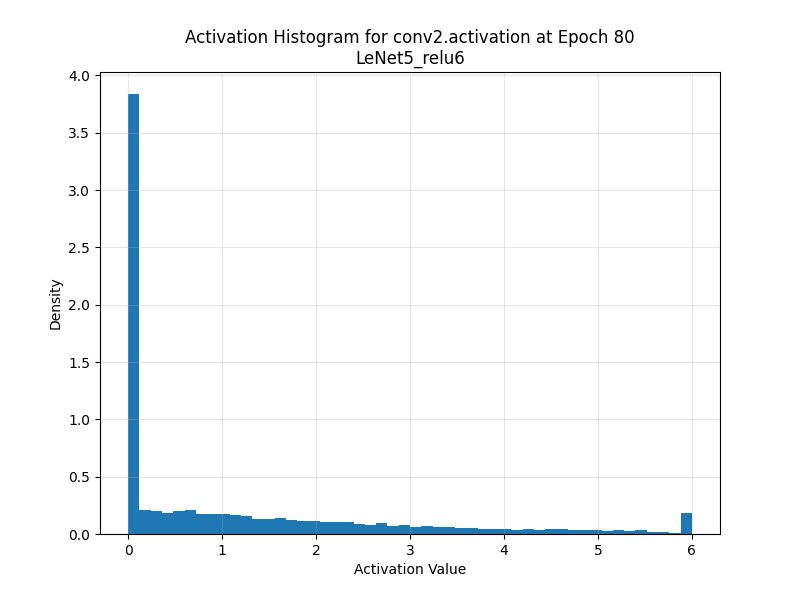 Activation Histogram for conv2.activation at Epoch 80
LeNet5_relu6
4.0
3.5
3.0
2.5
2.0
1.5
1.0
0.5
0.0
Density
0 1 2 3 4 5 6
Activation Value